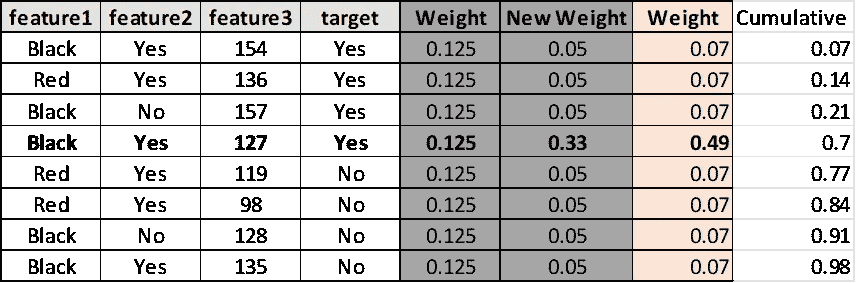 feature1 feature2 feature3 target Weight New Weight Weight Cumulative
Black Yes 154 Yes 0.125 0.05 0.07 0.07
Red Yes 136 Yes 0.125 0.05 0.07 0.14
Black No 157 Yes 0.125 0.05 0.07 0.21
Black Yes 127 Yes 0.125 0.33 0.49 0.7
Red Yes 119 No 0.125 0.05 0.07 0.77
Red Yes 98 No 0.125 0.05 0.07 0.84
Black No 128 No 0.125 0.05 0.07 0.91
Black Yes 135 No 0.125 0.05 0.07 0.98